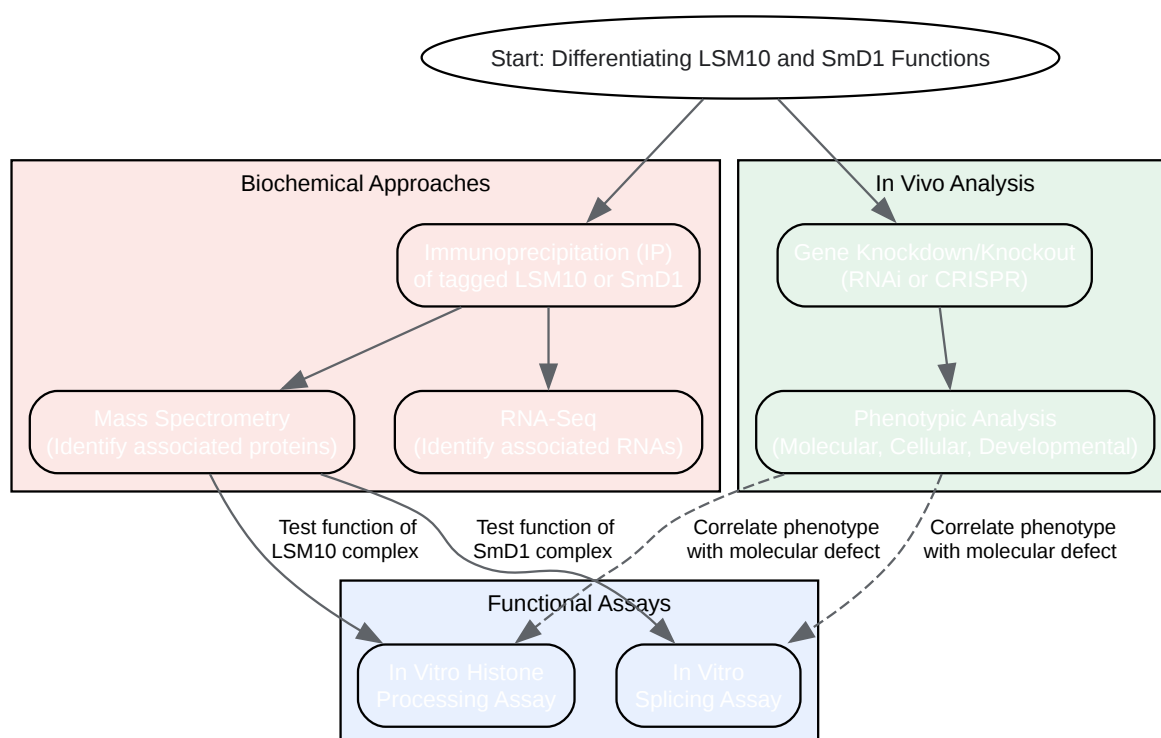 Start: Differentiating LSM10 and SmD1 Functions
Biochemical Approaches
In Vivo Analysis
Immunoprecipitation (IP)
of tagged LSM10 or SmD1
Gene Knockdown/Knockout
(RNAi or CRISPR)
Mass Spectrometry
(Identify associated proteins)
RNA-Seq
(Identify associated RNAs)
Phenotypic Analysis
(Molecular, Cellular, Developmental)
Test function of
LSM10 complex
Test function of
SmD1 complex
Correlate phenotype
with molecular defect
Correlate phenotype
with molecular defect
Functional Assays
In Vitro Histone
Processing Assay
In Vitro
Splicing Assay